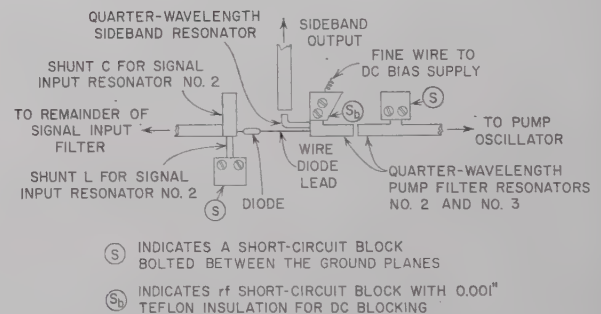 QUARTER-WAVELENGTH
SIDEBAND RESONATOR
SIDEBAND
OUTPUT
SHUNT C FOR SIGNAL
INPUT RESONATOR NO. 2
FINE WIRE TO
DC BIAS SUPPLY
S
Sb
TO REMAINDER OF
SIGNAL INPUT
FILTER
TO PUMP
OSCILLATOR
SHUNT L FOR SIGNAL
INPUT RESONATOR NO. 2
S
DIODE
WIRE
DIODE
LEAD
QUARTER-WAVELENGTH
PUMP FILTER RESONATORS
NO. 2 AND NO. 3
S INDICATES A SHORT-CIRCUIT BLOCK
BOLTED BETWEEN THE GROUND PLANES
Sb INDICATES rf SHORT-CIRCUIT BLOCK WITH 0.001"
TEFLON INSULATION FOR DC BLOCKING